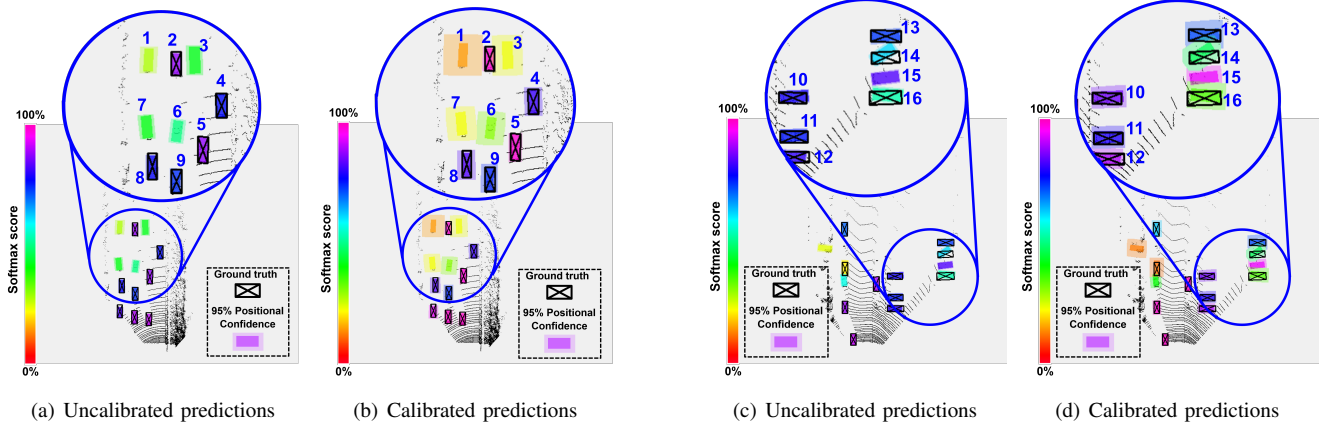 1 2 3
4
7 6 5
8 9
100%
Softmax score
0%
Ground truth
95% Positional
Confidence
(a) Uncalibrated predictions
1 2 3
4
7 6 5
8 9
100%
Softmax score
0%
Ground truth
95% Positional
Confidence
(b) Calibrated predictions
13
14
10 15
16
11
12
100%
Softmax score
0%
Ground truth
95% Positional
Confidence
(c) Uncalibrated predictions
13
14
10 15
16
11
12
100%
Softmax score
0%
Ground truth
95% Positional
Confidence
(d) Calibrated predictions